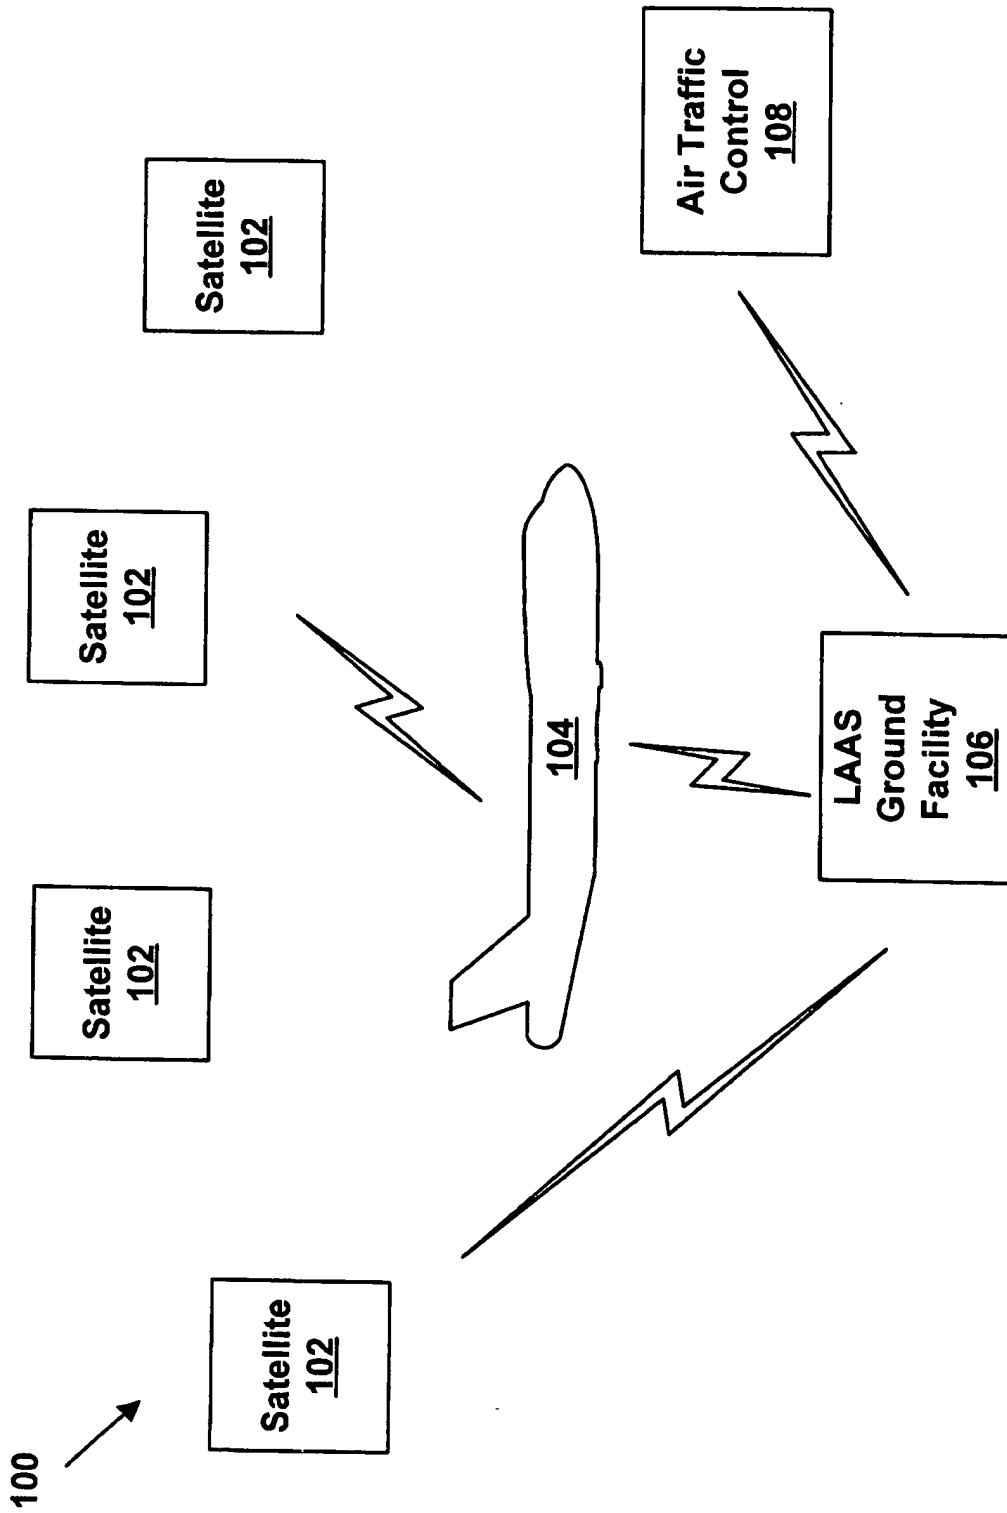 100
Satellite
102
Satellite
102
Satellite
102
Satellite
102
104
LAAS
Ground
Facility
106
Air Traffic
Control
108